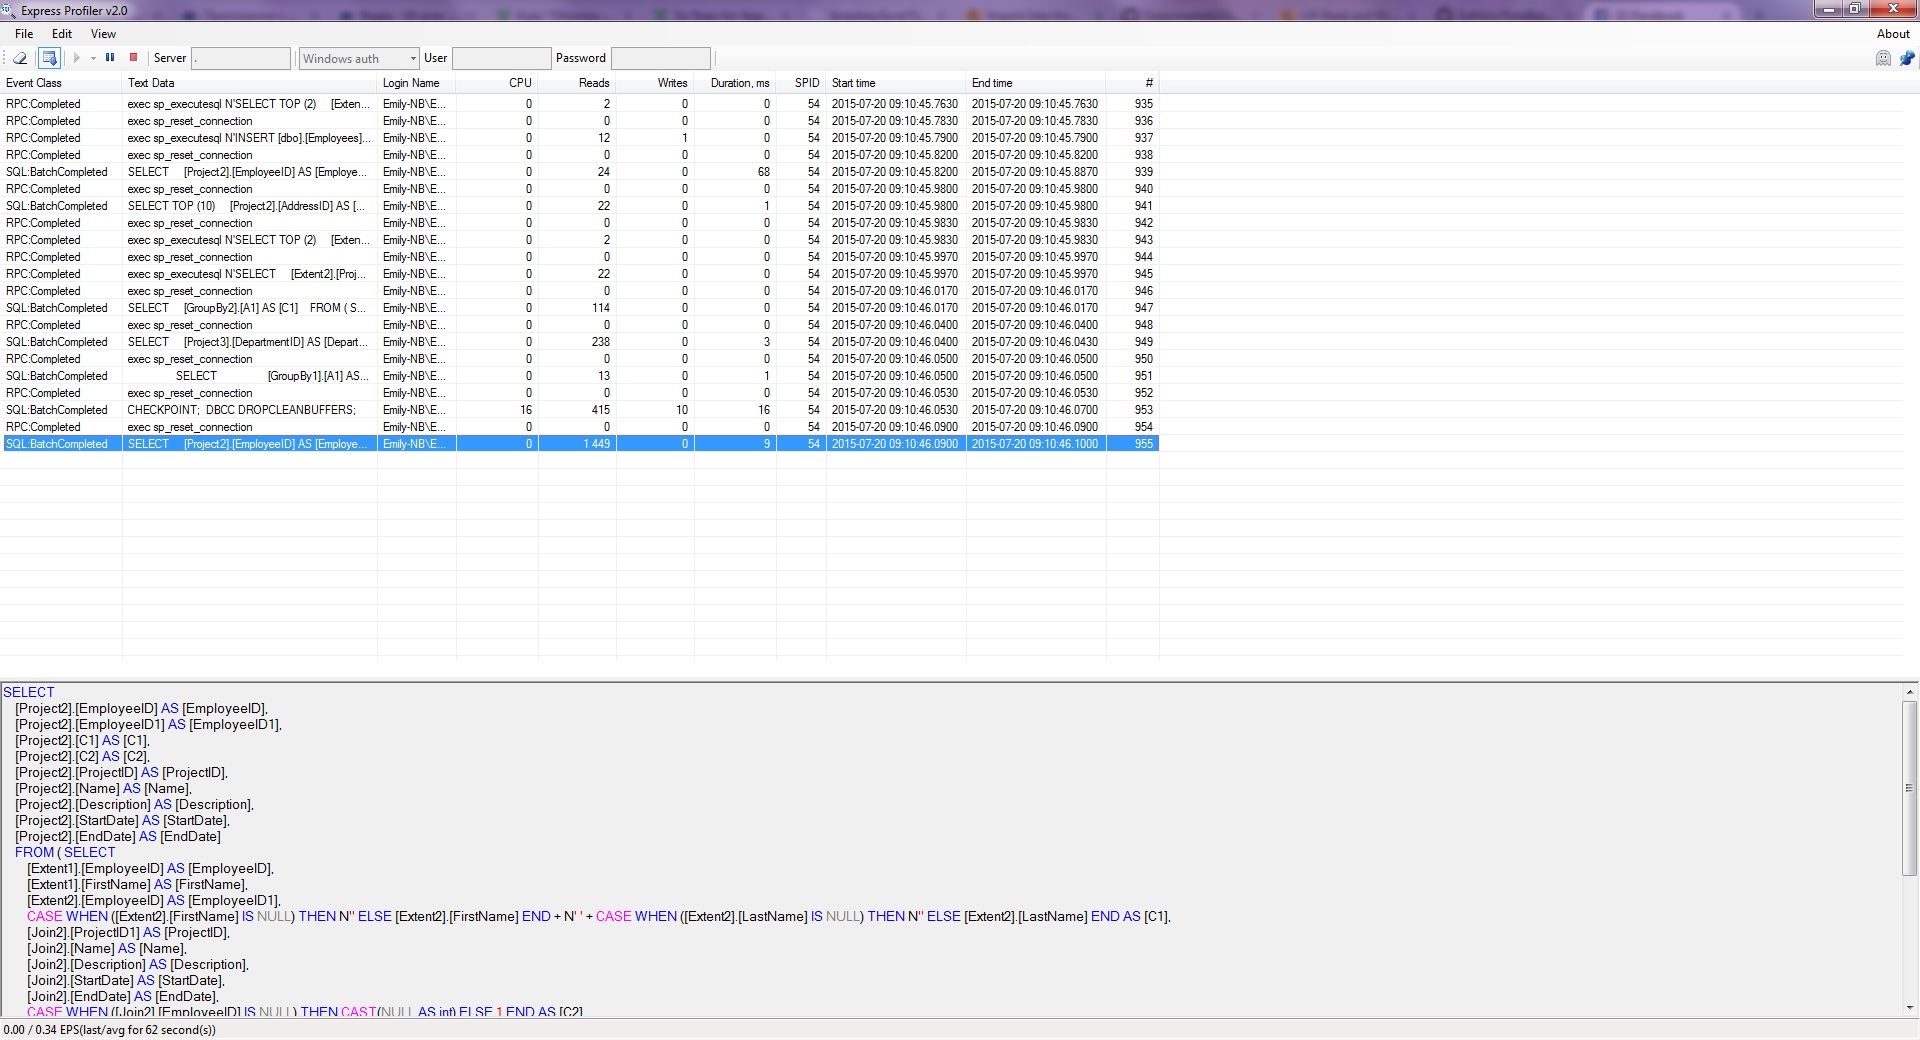 Express Profiler v2.0
File Edit View About
Server . Windows auth User Password
Event Class Text Data Login Name CPU Reads Writes Duration, ms SPID Start time End time #
RPC:Completed exec sp_executesql N'SELECT TOP (2) [Exten... Emily-NB\E... 0 2 0 0 54 2015-07-20 09:10:45.7630 2015-07-20 09:10:45.7630 935
RPC:Completed exec sp_reset_connection Emily-NB\E... 0 0 0 0 54 2015-07-20 09:10:45.7830 2015-07-20 09:10:45.7830 936
RPC:Completed exec sp_executesql N'INSERT [dbo].[Employees]... Emily-NB\E... 0 12 1 0 54 2015-07-20 09:10:45.7900 2015-07-20 09:10:45.7900 937
RPC:Completed exec sp_reset_connection Emily-NB\E... 0 0 0 0 54 2015-07-20 09:10:45.8200 2015-07-20 09:10:45.8200 938
SQL:BatchCompleted SELECT [Project2].[EmployeeID] AS [Employe... Emily-NB\E... 0 24 0 68 54 2015-07-20 09:10:45.8200 2015-07-20 09:10:45.8870 939
RPC:Completed exec sp_reset_connection Emily-NB\E... 0 0 0 0 54 2015-07-20 09:10:45.9800 2015-07-20 09:10:45.9800 940
SQL:BatchCompleted SELECT TOP (10) [Project2].[AddressID] AS [... Emily-NB\E... 0 22 0 1 54 2015-07-20 09:10:45.9800 2015-07-20 09:10:45.9800 941
RPC:Completed exec sp_reset_connection Emily-NB\E... 0 0 0 0 54 2015-07-20 09:10:45.9830 2015-07-20 09:10:45.9830 942
RPC:Completed exec sp_executesql N'SELECT TOP (2) [Exten... Emily-NB\E... 0 2 0 0 54 2015-07-20 09:10:45.9830 2015-07-20 09:10:45.9830 943
RPC:Completed exec sp_reset_connection Emily-NB\E... 0 0 0 0 54 2015-07-20 09:10:45.9970 2015-07-20 09:10:45.9970 944
RPC:Completed exec sp_executesql N'SELECT [Extent2].[Proj... Emily-NB\E... 0 22 0 0 54 2015-07-20 09:10:45.9970 2015-07-20 09:10:45.9970 945
RPC:Completed exec sp_reset_connection Emily-NB\E... 0 0 0 0 54 2015-07-20 09:10:46.0170 2015-07-20 09:10:46.0170 946
SQL:BatchCompleted SELECT [GroupBy2].[A1] AS [C1] FROM ( S... Emily-NB\E... 0 114 0 0 54 2015-07-20 09:10:46.0170 2015-07-20 09:10:46.0170 947
RPC:Completed exec sp_reset_connection Emily-NB\E... 0 0 0 0 54 2015-07-20 09:10:46.0400 2015-07-20 09:10:46.0400 948
SQL:BatchCompleted SELECT [Project3].[DepartmentID] AS [Depart... Emily-NB\E... 0 238 0 3 54 2015-07-20 09:10:46.0400 2015-07-20 09:10:46.0430 949
RPC:Completed exec sp_reset_connection Emily-NB\E... 0 0 0 0 54 2015-07-20 09:10:46.0500 2015-07-20 09:10:46.0500 950
SQL:BatchCompleted SELECT [GroupBy1].[A1] AS... Emily-NB\E... 0 13 0 1 54 2015-07-20 09:10:46.0500 2015-07-20 09:10:46.0500 951
RPC:Completed exec sp_reset_connection Emily-NB\E... 0 0 0 0 54 2015-07-20 09:10:46.0530 2015-07-20 09:10:46.0530 952
SQL:BatchCompleted CHECKPOINT; DBCC DROPCLEANBUFFERS; Emily-NB\E... 16 415 10 16 54 2015-07-20 09:10:46.0530 2015-07-20 09:10:46.0700 953
RPC:Completed exec sp_reset_connection Emily-NB\E... 0 0 0 0 54 2015-07-20 09:10:46.0900 2015-07-20 09:10:46.0900 954
SQL:BatchCompleted SELECT [Project2].[EmployeeID] AS [Employe... Emily-NB\E... 0 1 449 0 9 54 2015-07-20 09:10:46.0900 2015-07-20 09:10:46.1000 955
SELECT
[Project2].[EmployeeID] AS [EmployeeID],
[Project2].[EmployeeID1] AS [EmployeeID1],
[Project2].[C1] AS [C1],
[Project2].[C2] AS [C2],
[Project2].[ProjectID] AS [ProjectID],
[Project2].[Name] AS [Name],
[Project2].[Description] AS [Description],
[Project2].[StartDate] AS [StartDate],
[Project2].[EndDate] AS [EndDate]
FROM ( SELECT
[Extent1].[EmployeeID] AS [EmployeeID],
[Extent1].[FirstName] AS [FirstName],
[Extent2].[EmployeeID] AS [EmployeeID1],
CASE WHEN ([Extent2].[FirstName] IS NULL) THEN N'' ELSE [Extent2].[FirstName] END + N' ' + CASE WHEN ([Extent2].[LastName] IS NULL) THEN N'' ELSE [Extent2].[LastName] END AS [C1],
[Join2].[ProjectID1] AS [ProjectID],
[Join2].[Name] AS [Name],
[Join2].[Description] AS [Description],
[Join2].[StartDate] AS [StartDate],
[Join2].[EndDate] AS [EndDate],
CASE WHEN ([Join2].[EmployeeID] IS NULL) THEN CAST(NULL AS int) ELSE 1 END AS [C2]
0.00 / 0.34 EPS(last/avg for 62 second(s))